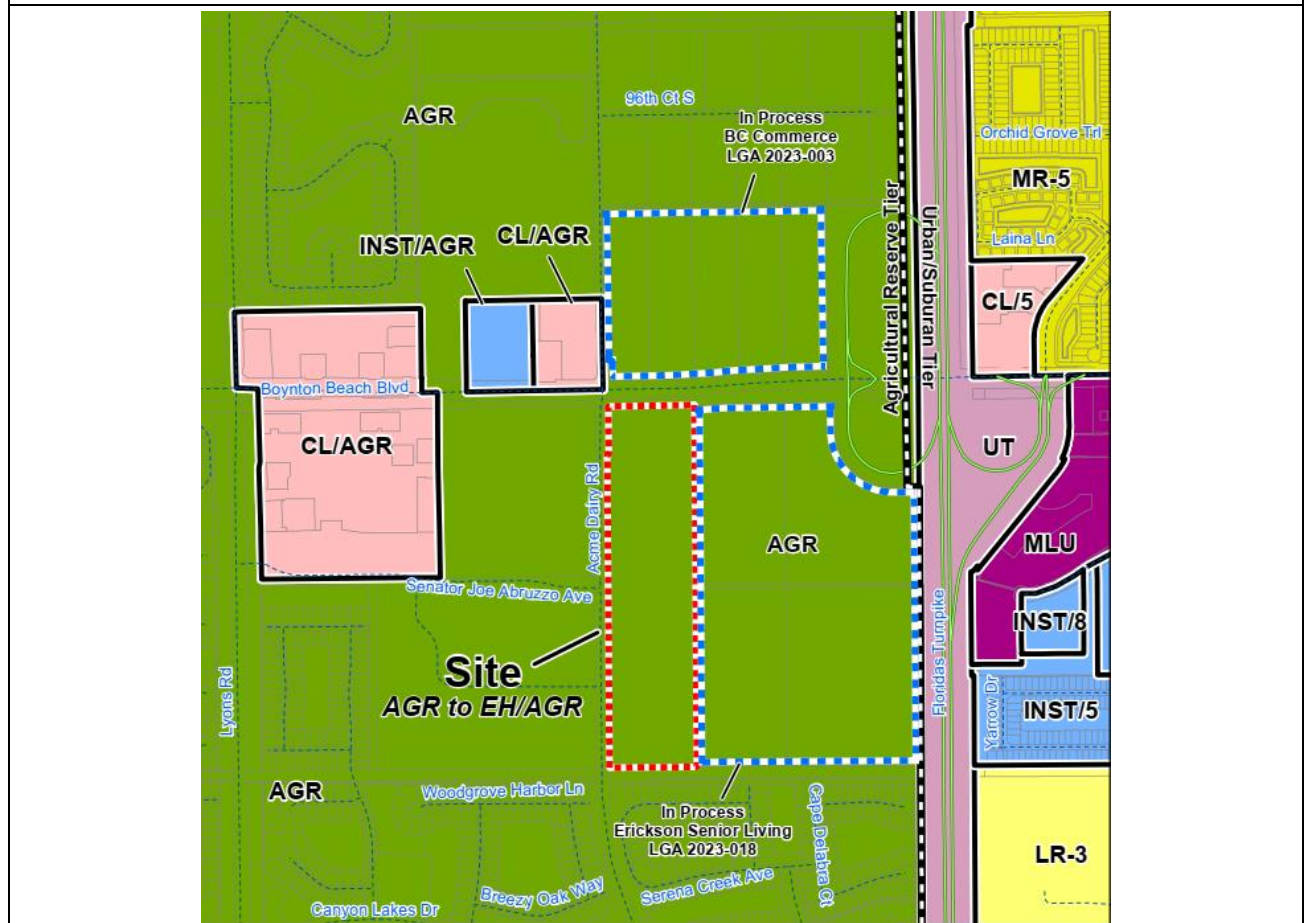 96th Ct S
AGR
In Process
BC Commerce
LGA 2023-003
Orchid Grove Trl
MR-5
Agricultural Reserve Tier
Urban/Suburan Tier
Laina Ln
INST/AGR
CL/AGR
CL/5
Boynton Beach Blvd
CL/AGR
UT
Acme Dairy Rd
AGR
MLU
Senator Joe Abruzzo Ave
Floridas Turnpike
INST/8
Site
AGR to EH/AGR
Lyons Rd
Yarrow Dr
INST/5
AGR
Woodgrove Harbor Ln
In Process
Erickson Senior Living
LGA 2023-018
Cape Delabra Ct
LR-3
Breezy Oak Way
Serena Creek Ave
Canyon Lakes Dr